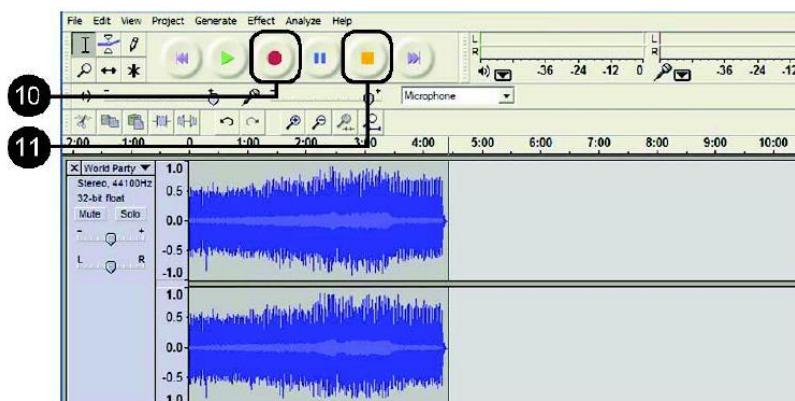 File Edit View Project Generate Effect Analyze Help
L
R
-36 -24 -12 0
L
R
-36 -24 -12
10
- +
- +
Microphone
11
2:00 1:00 0 1:00 2:00 3:00 4:00 5:00 6:00 7:00 8:00 9:00 10:00
X World Party
Stereo, 44100Hz
32-bit float
Mute Solo
- +
L R
1.0
0.5
0.0
-0.5
-1.0
1.0
0.5
0.0
-0.5
1.0